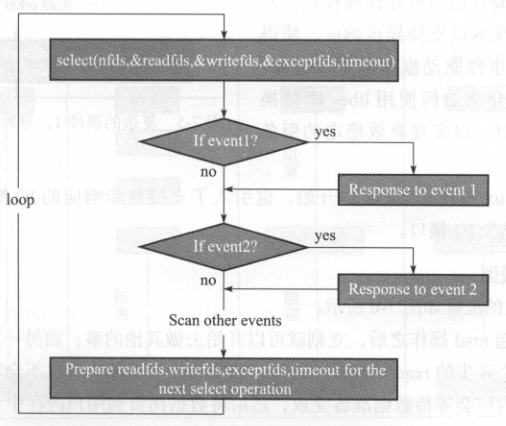 select(nfds,&readfds,&writefds,&exceptfds,timeout)
If event1?
yes
no
Response to event 1
loop
If event2?
yes
no
Response to event 2
Scan other events
Prepare readfds,writefds,exceptfds,timeout for the
next select operation